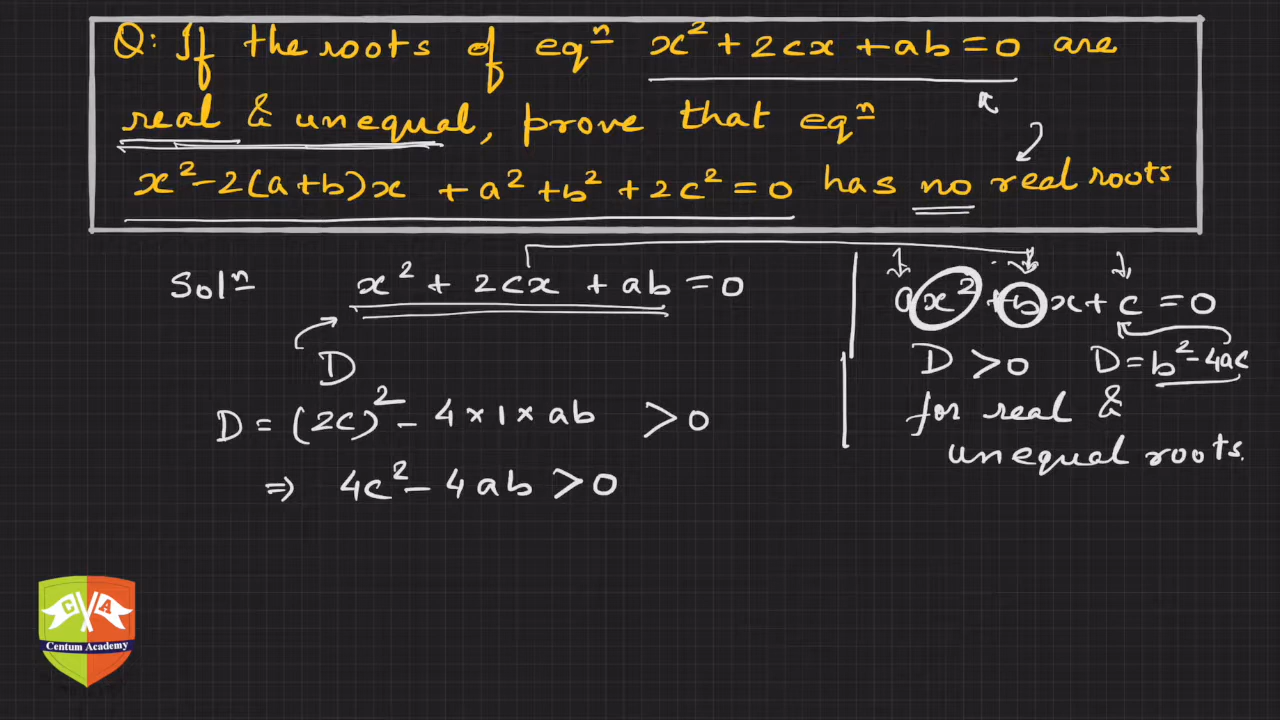 Q: If the roots of eqⁿ x² + 2cx + ab = 0 are
real & unequal, prove that eqⁿ
x² - 2(a+b)x + a² + b² + 2c² = 0 has no real roots
Solⁿ x² + 2cx + ab = 0
D
D = (2c)² - 4 × 1 × ab > 0
⇒ 4c² - 4ab > 0
ax² + bx + c = 0
D > 0 D = b² - 4ac
for real &
unequal roots.
C A
Centum Academy